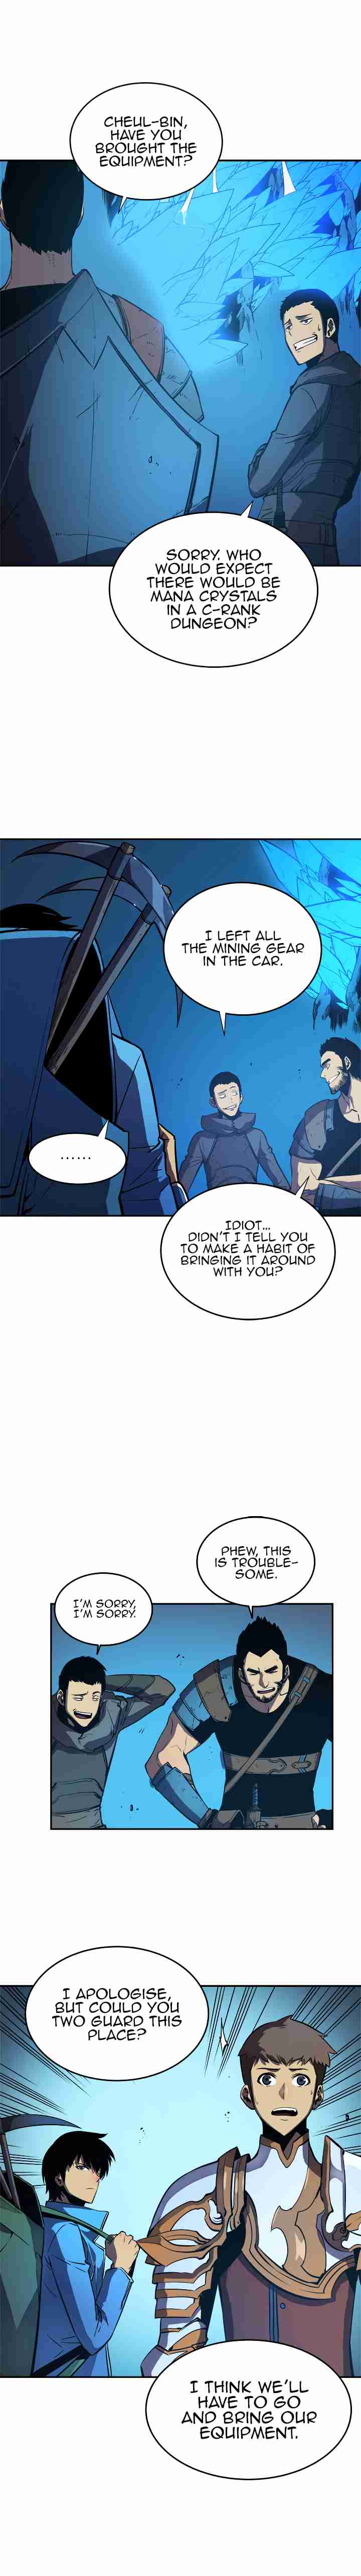 CHEUL-BIN,
HAVE YOU
BROUGHT THE
EQUIPMENT?
SORRY. WHO
WOULD EXPECT
THERE WOULD BE
MANA CRYSTALS
IN A C-RANK
DUNGEON?
I LEFT ALL
THE MINING GEAR
IN THE CAR.
......
IDIOT...
DIDN'T I TELL YOU
TO MAKE A HABIT OF
BRINGING IT AROUND
WITH YOU?
PHEW, THIS
IS TROUBLE-
SOME.
I'M SORRY,
I'M SORRY.
I APOLOGISE,
BUT COULD YOU
TWO GUARD THIS
PLACE?
I THINK WE'LL
HAVE TO GO
AND BRING OUR
EQUIPMENT.